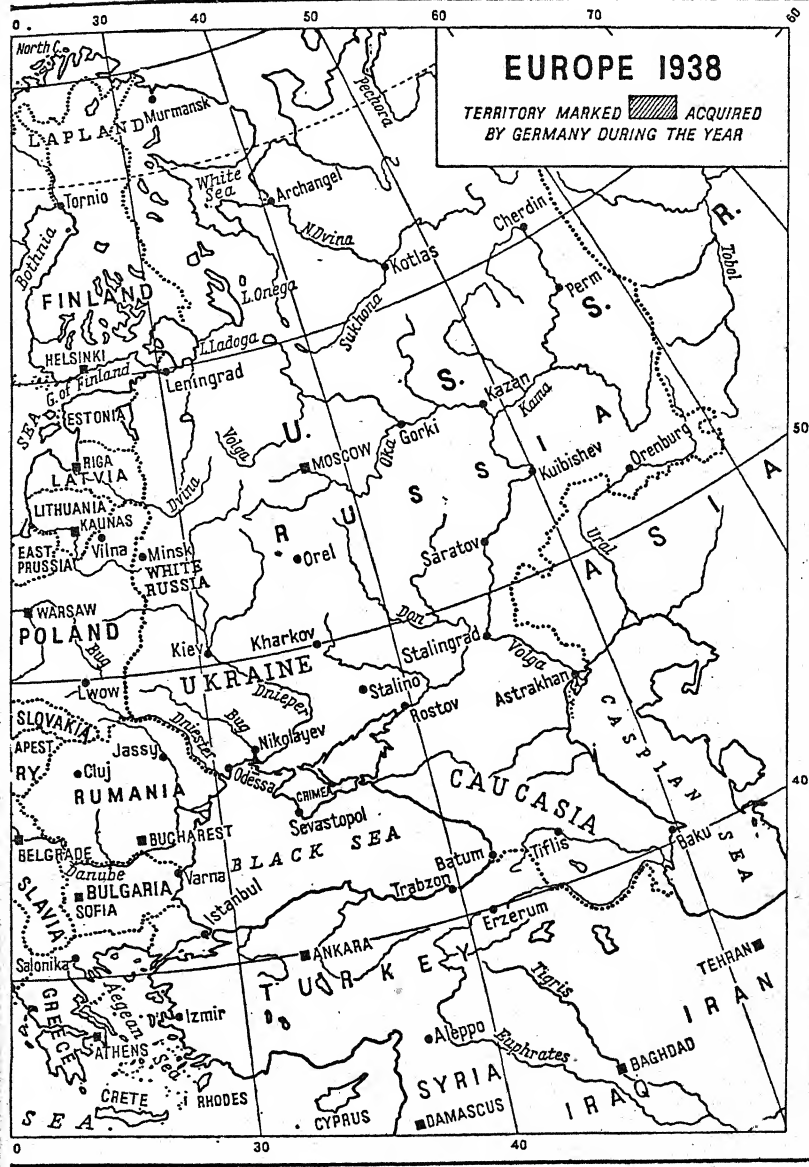 0. 30 40 50 60 70 80 60
North C.
EUROPE 1938
TERRITORY MARKED ACQUIRED
BY GERMANY DURING THE YEAR
Pechora
Murmansk
LAPLAND
White
Sea
Archangel
Tornio
Bothnia
N.Dvina
Cherdin
R.
Tobol
Kotlas
FINLAND
L.Onega
Perm
S.
Sukhona
L.Ladoga
HELSINKI
G. of Finland
Leningrad
S.
Kazan
Kama
SEA
ESTONIA
Volga
U.
Gorki
Oka
50
RIGA
LATVIA
MOSCOW
Kuibishev
Orenburg
Dvina
RUSSIA
ASIA
LITHUANIA
KAUNAS
Vilna
EAST
PRUSSIA
Minsk
WHITE
RUSSIA
Orel
Saratov
Ural
WARSAW
POLAND
Bug
Kiev
Kharkov
Don
Stalingrad
Volga
Lwow
UKRAINE
Dnieper
Stalino
Astrakhan
Rostov
SLOVAKIA
Dniester
Bug
Nikolayev
APEST
RY
Jassy
Cluj
Odessa
RUMANIA
CRIMEA
Sevastopol
CAUCASIA
CASPIAN
SEA
40
BUCHAREST
BELGRADE
BLACK SEA
Batum
Tiflis
Baku
Danube
Varna
BULGARIA
SOFIA
Trabzon
SLAVIA
Istanbul
Erzerum
Salonika
ANKARA
TURKEY
TEHRAN
Tigris
IRAN
GREECE
Aegean
Sea
Izmir
Aleppo
Euphrates
ATHENS
BAGHDAD
SYRIA
IRAQ
CRETE
RHODES
CYPRUS
DAMASCUS
SEA
0 30 40